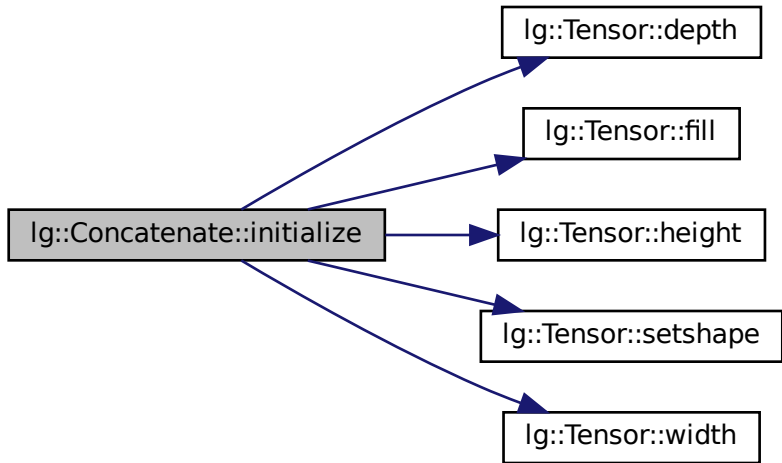 lg::Tensor::depth
lg::Tensor::fill
lg::Concatenate::initialize
lg::Tensor::height
lg::Tensor::setshape
lg::Tensor::width